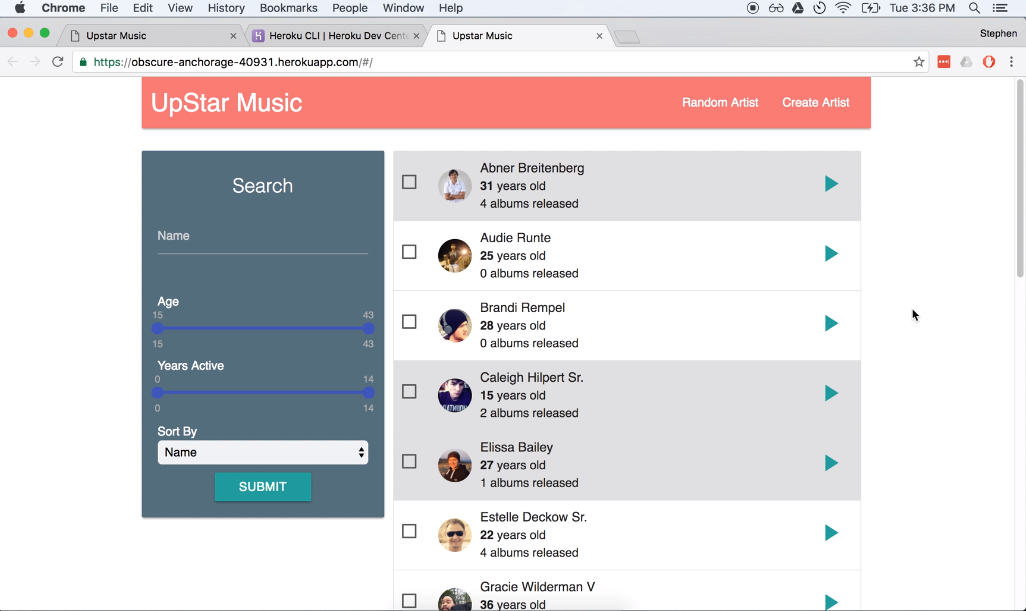 Chrome File Edit View History Bookmarks People Window Help Tue 3:36 PM
Upstar Music Heroku CLI | Heroku Dev Cente Upstar Music Stephen
https://obscure-anchorage-40931.herokuapp.com/#/
UpStar Music Random Artist Create Artist
Search
Name
Age
15 43
15 43
Years Active
0 14
0 14
Sort By
Name
SUBMIT
Abner Breitenberg
31 years old
4 albums released
Audie Runte
25 years old
0 albums released
Brandi Rempel
28 years old
0 albums released
Caleigh Hilpert Sr.
15 years old
2 albums released
Elissa Bailey
27 years old
1 albums released
Estelle Deckow Sr.
22 years old
4 albums released
Gracie Wilderman V
36 years old